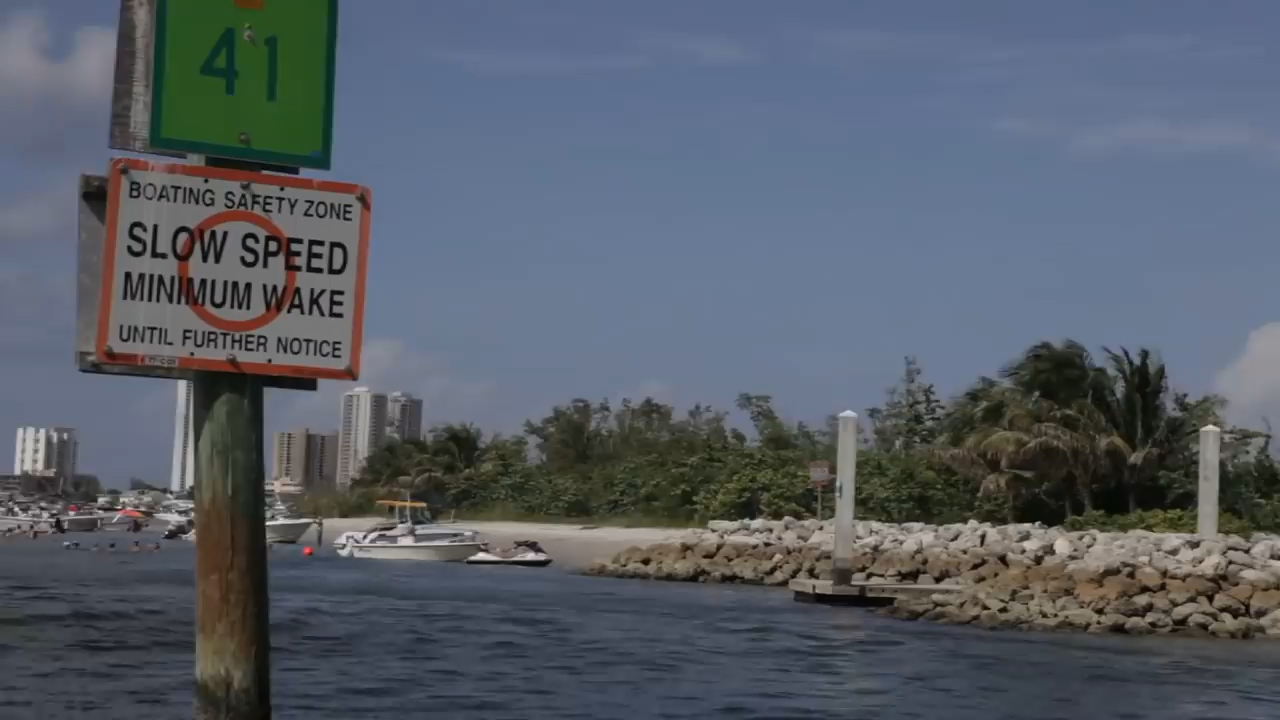 41
BOATING SAFETY ZONE
SLOW SPEED
MINIMUM WAKE
UNTIL FURTHER NOTICE